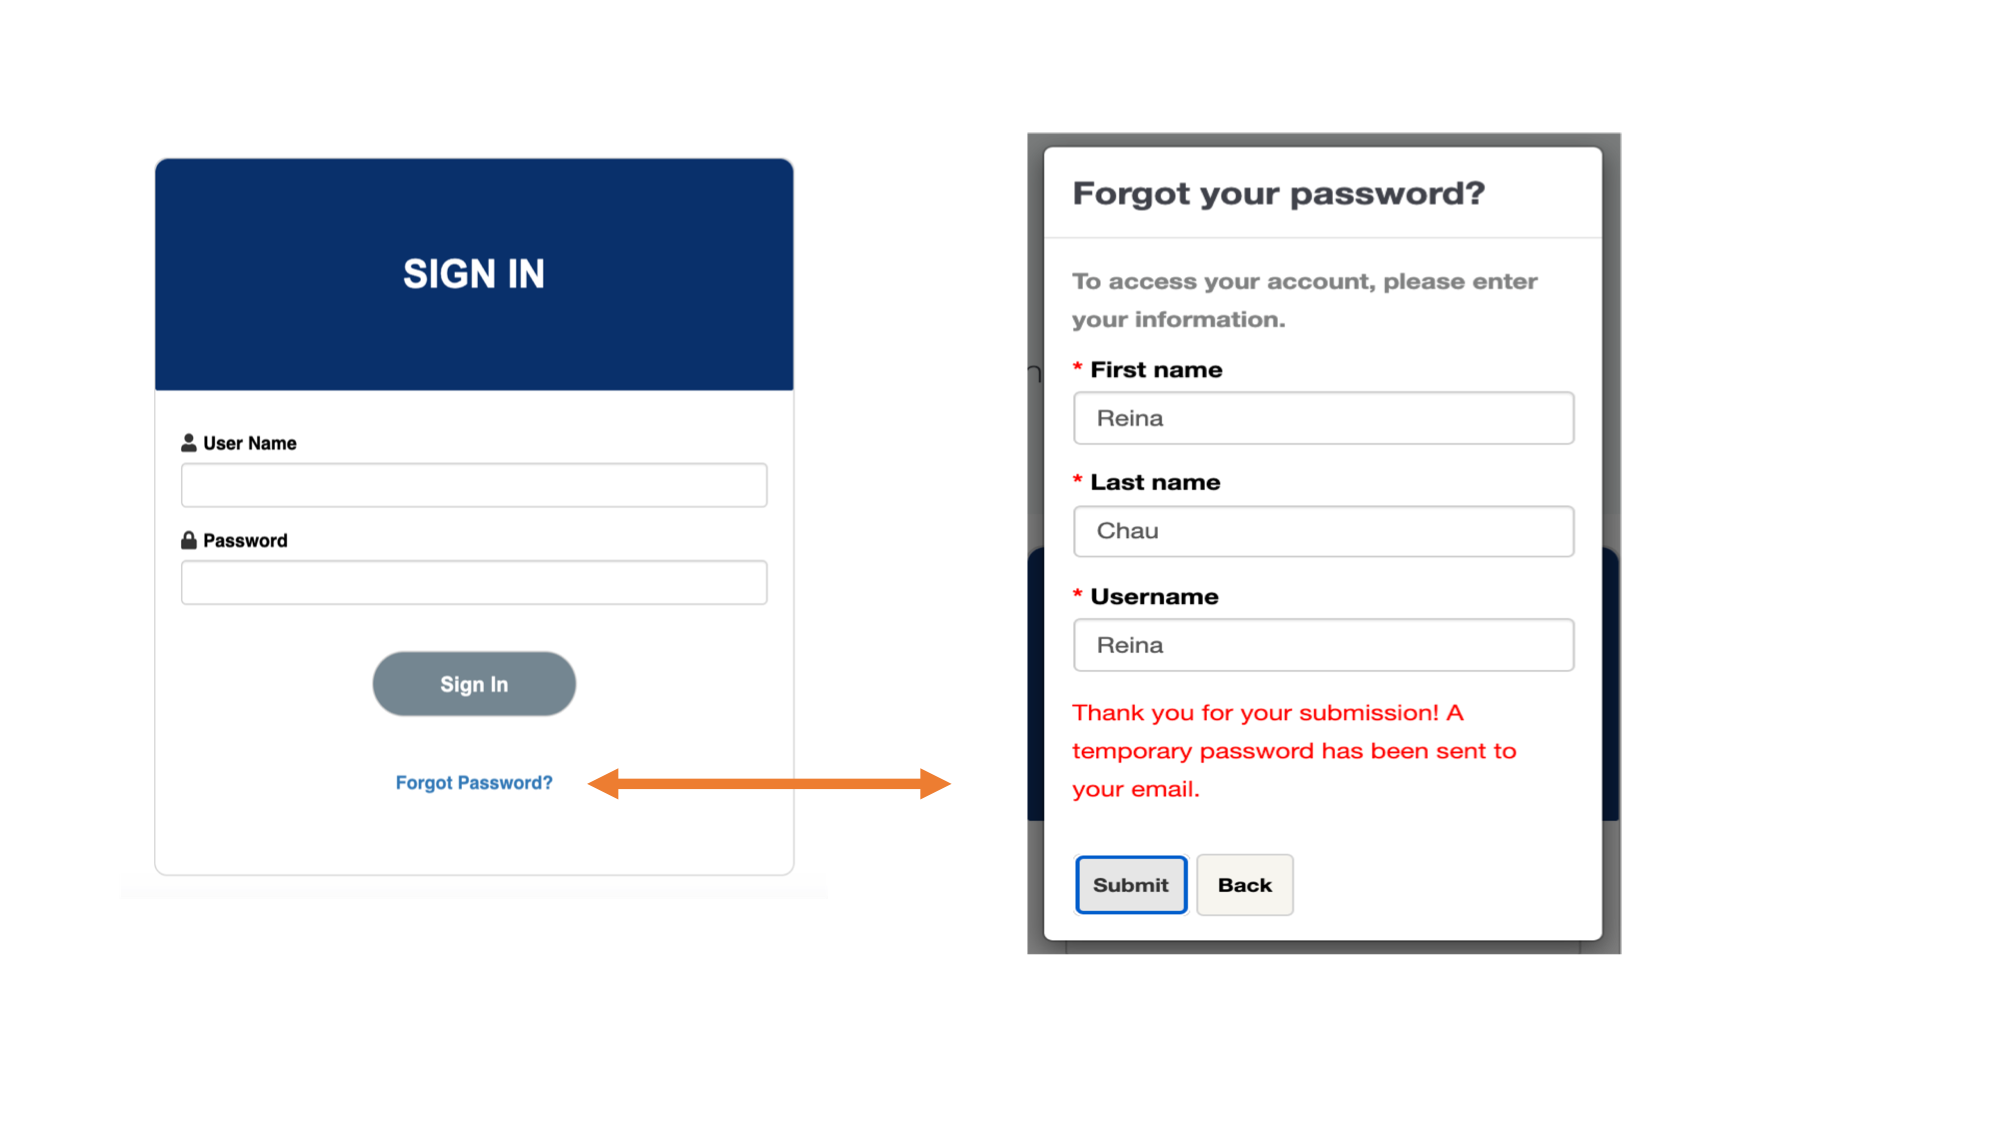 SIGN IN
User Name
Password
Sign In
Forgot Password?
Forgot your password?
To access your account, please enter
your information.
* First name
Reina
* Last name
Chau
* Username
Reina
Thank you for your submission! A
temporary password has been sent to
your email.
Submit
Back